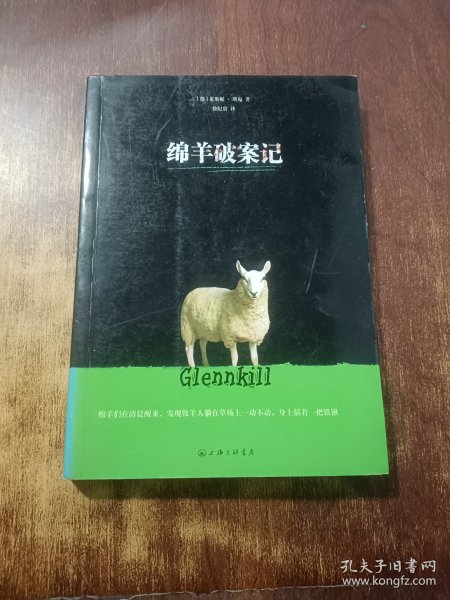 [德] 莱奥妮·斯旺 著
绵羊破案记
Glennkill
绵羊们在清晨醒来，发现牧羊人躺在草场上一动不动，身上插着一把铁锹
上海三联书店
孔夫子旧书网
www.kongfz.com